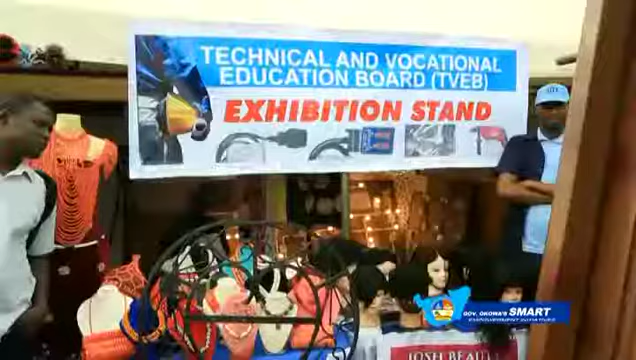 TECHNICAL AND VOCATIONAL
EDUCATION BOARD (TVEB)
EXHIBITION STAND
GOV. OKOWA'S SMART
JOSH BEAU